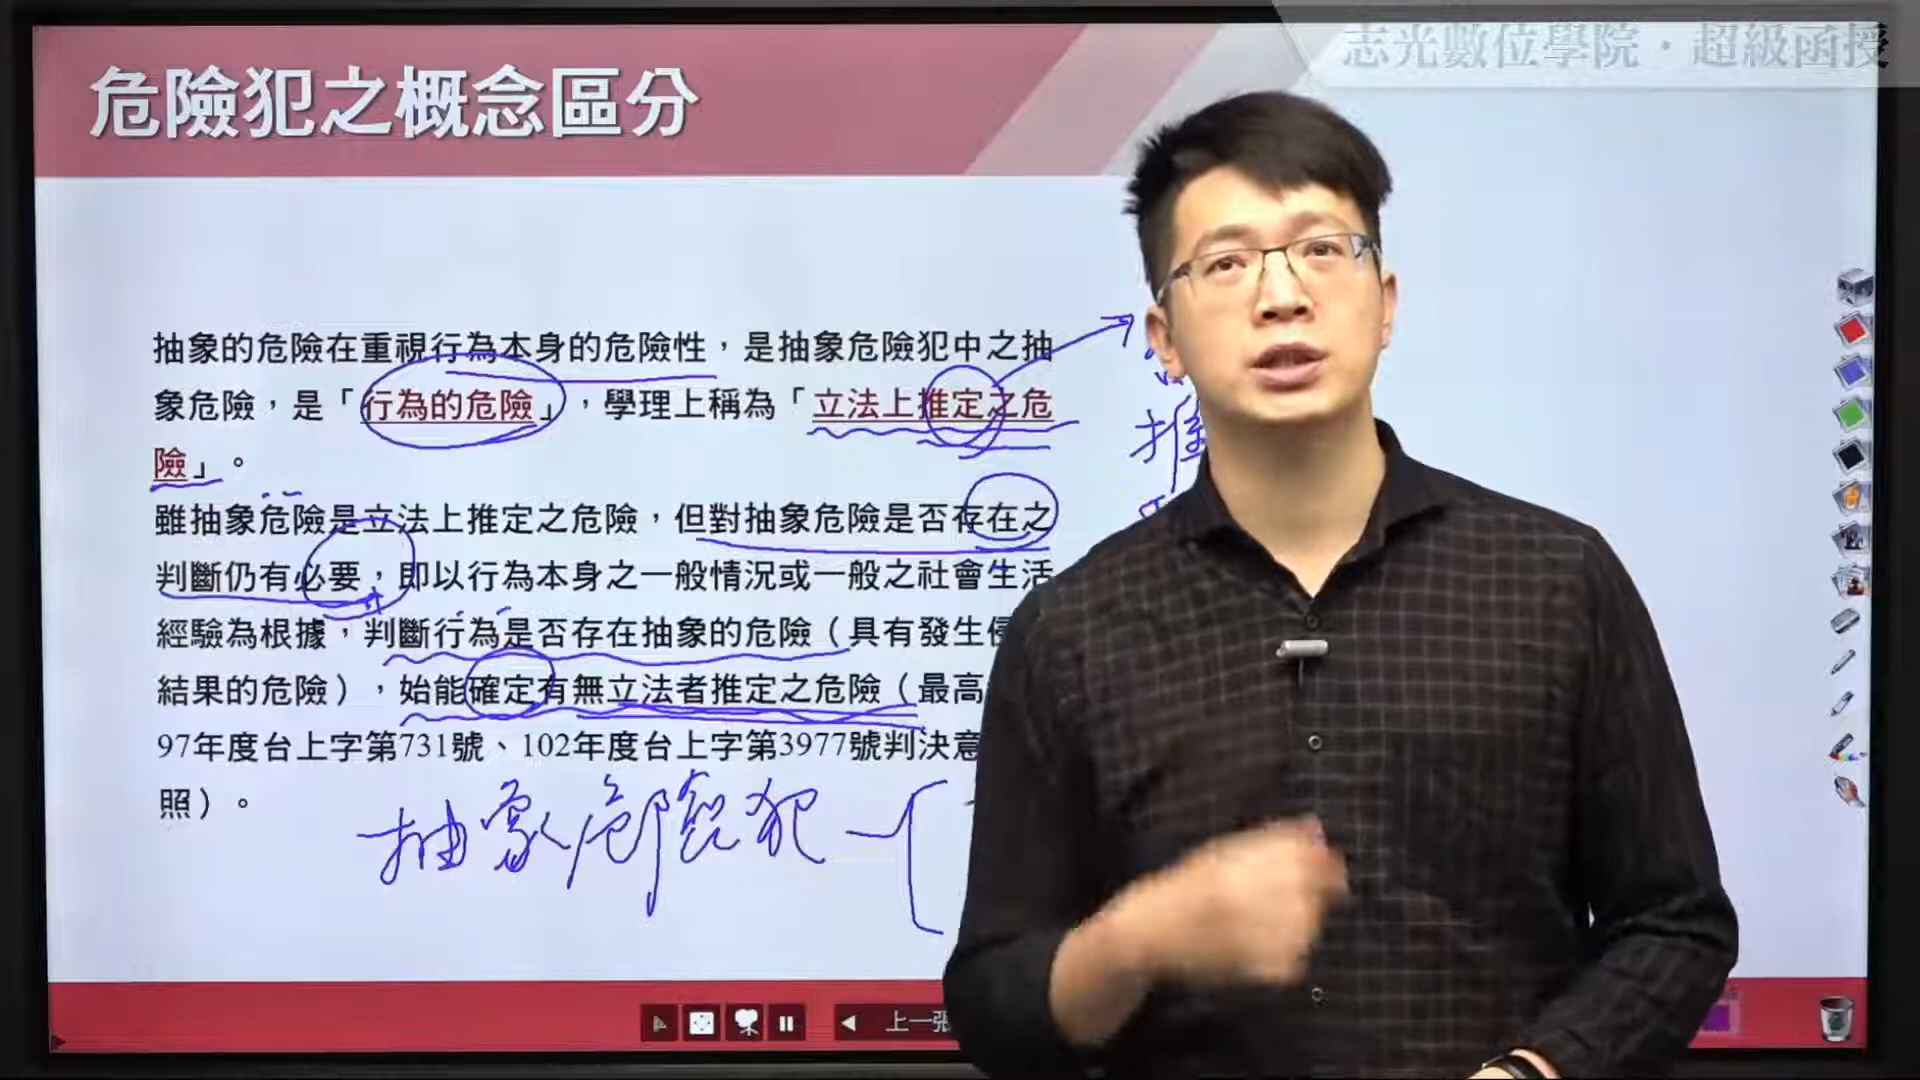 志光數位學院·超級函授
危險犯之概念區分
抽象的危險在重視行為本身的危險性，是抽象危險犯中之抽
象危險，是「行為的危險」，學理上稱為「立法上推定之危
險」。
推
雖抽象危險是立法上推定之危險，但對抽象危險是否存在之
判斷仍有必要，即以行為本身之一般情況或一般之社會生活
經驗為根據，判斷行為是否存在抽象的危險（具有發生
結果的危險），始能確定有無立法者推定之危險（最高
97年度台上字第731號、102年度台上字第3977號判決意
照）。
抽象危險犯
上一張